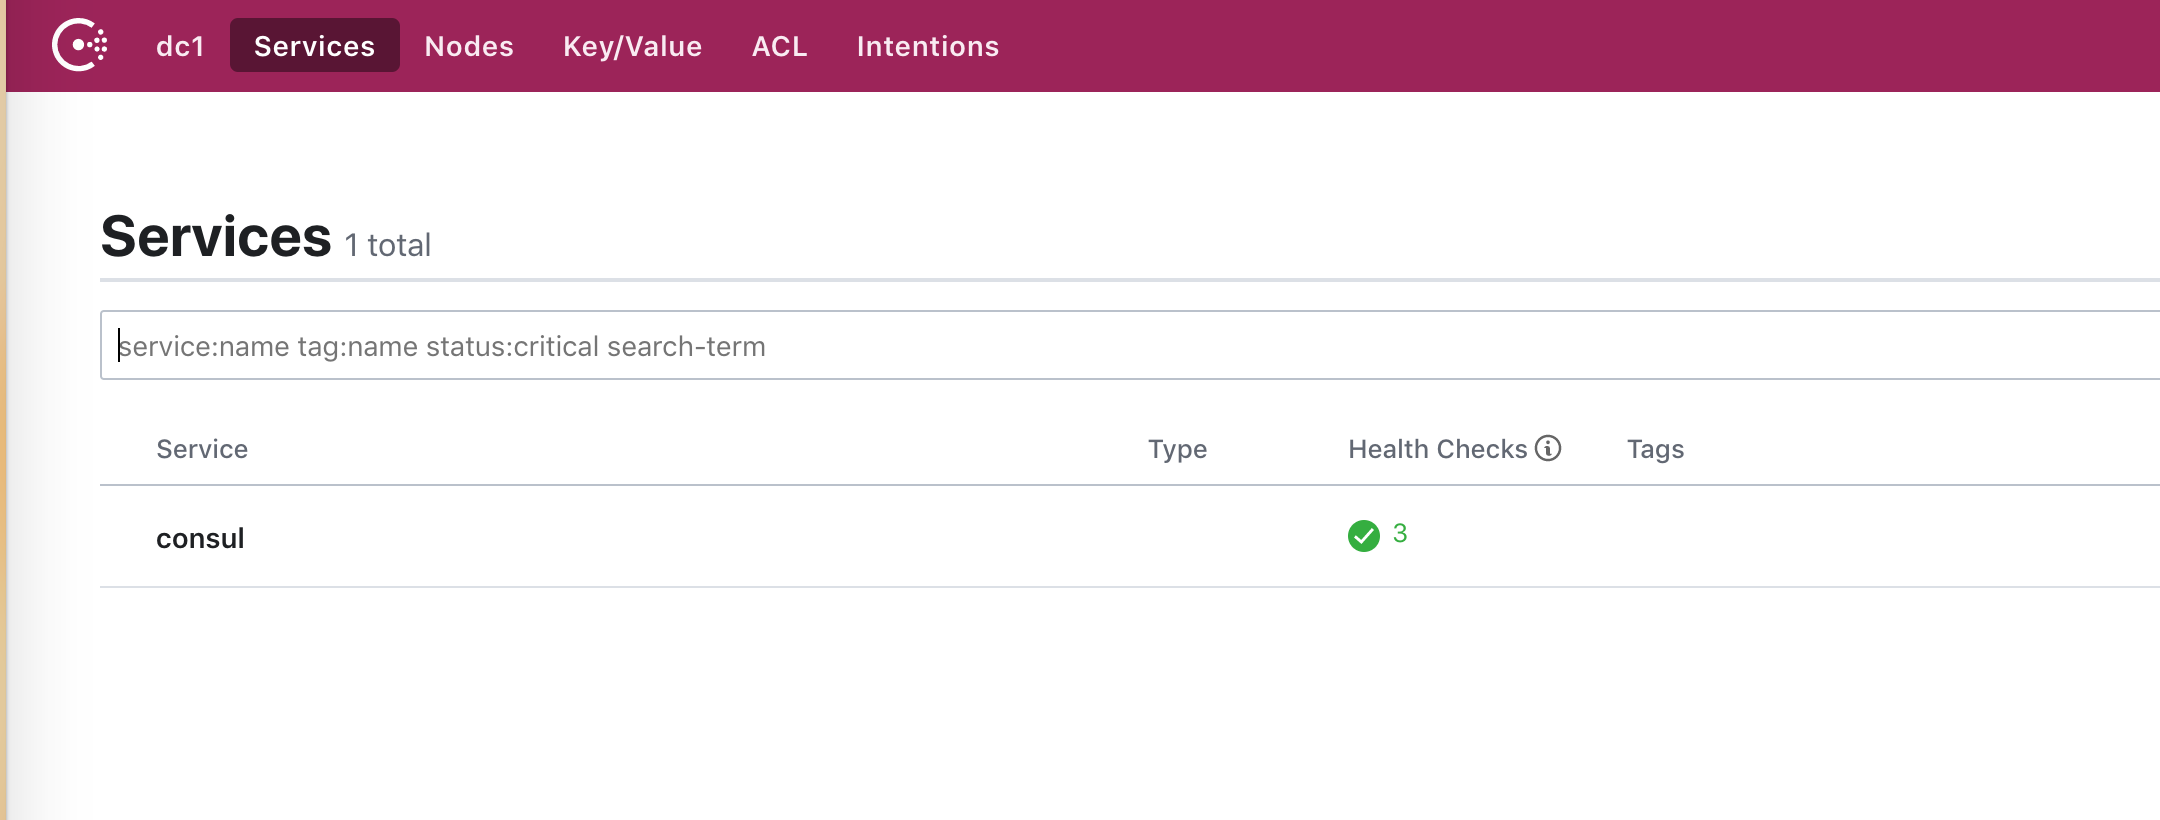 dc1 Services Nodes Key/Value ACL Intentions
Services 1 total
service:name tag:name status:critical search-term
Service Type Health Checks Tags
consul 3